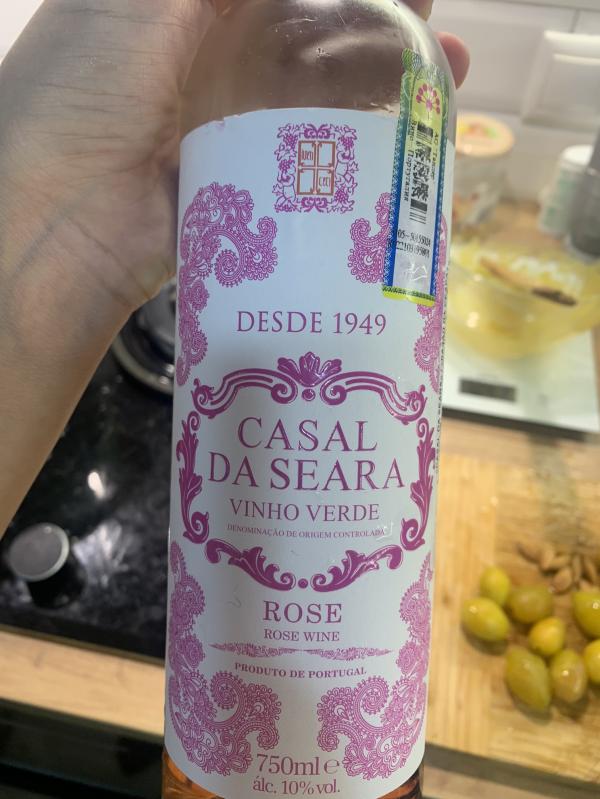 DESDE 1949
CASAL
DA SEARA
VINHO VERDE
DENOMINAÇÃO DE ORIGEM CONTROLADA
ROSE
ROSE WINE
PRODUTO DE PORTUGAL
750ml e
álc. 10% vol.